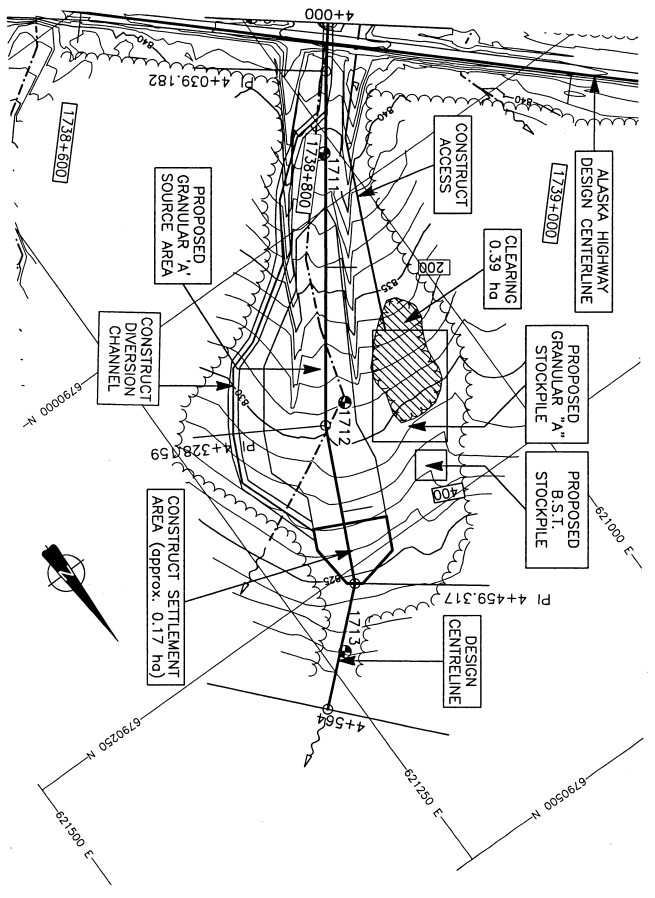 4+000
ALASKA HIGHWAY
DESIGN CENTERLINE
840
PI 4+039.182
840
840
1738+600
1738+800
1711
1739+000
CONSTRUCT
ACCESS
PROPOSED
GRANULAR 'A'
SOURCE AREA
CLEARING
0.39 ha
200
835
PROPOSED
GRANULAR "A"
STOCKPILE
CONSTRUCT
DIVERSION
CHANNEL
830
1712
PI 4+328.159
6790000 N
PROPOSED
B.S.T.
STOCKPILE
400
621000 E
CONSTRUCT SETTLEMENT
AREA (approx. 0.17 ha)
825
PI 4+459.317
N
1713
DESIGN
CENTRELINE
4+564
6790250 N
621250 E
6790500 N
621500 E